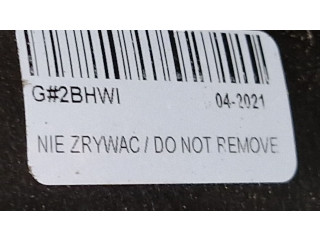 G#2BHWI 04-2021
NIE ZRYWAC / DO NOT REMOVE